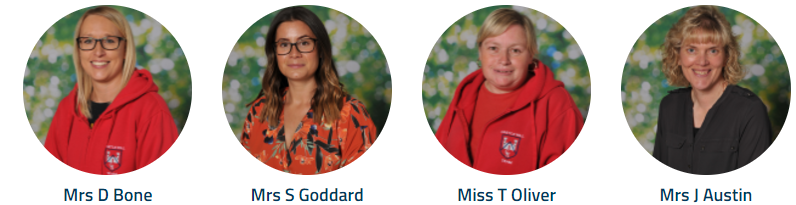 Mrs D Bone
Mrs S Goddard
Miss T Oliver
Mrs J Austin